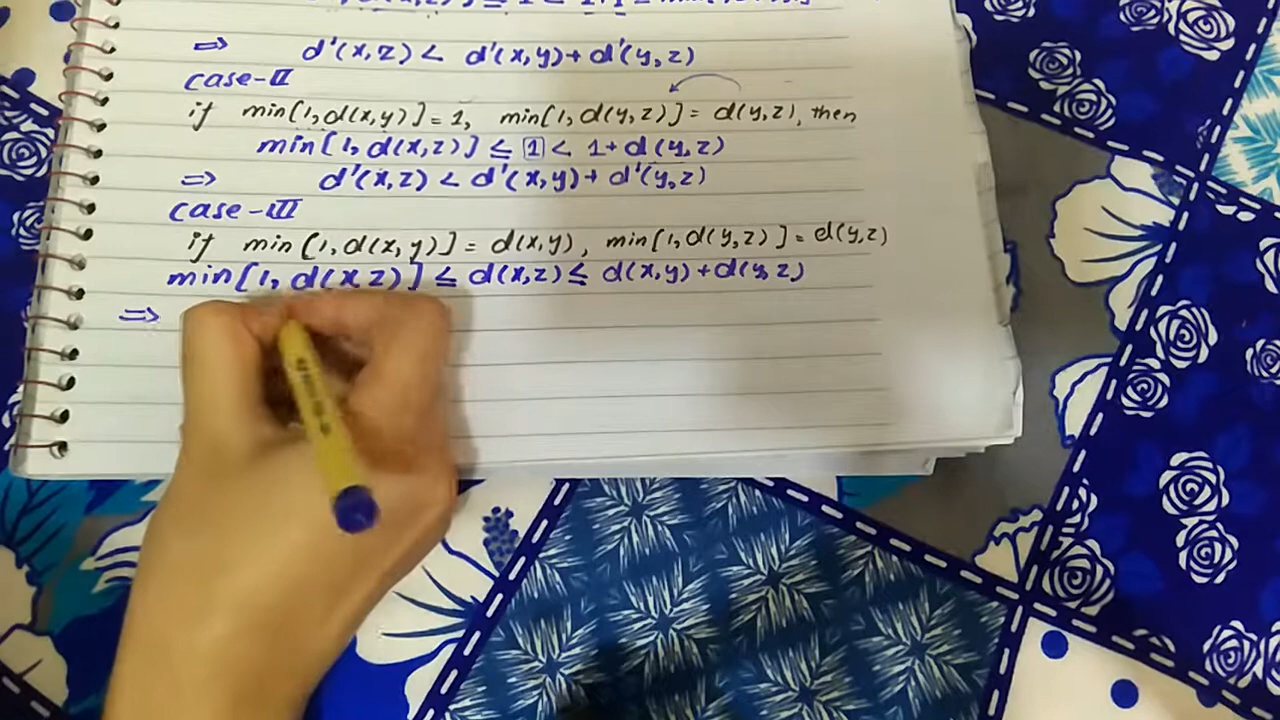 ⇒ d'(x,z) < d'(x,y)+d'(y,z)
case-II
if min[1,d(x,y)]=1, min[1,d(y,z)]=d(y,z), then
min[1,d(x,z)] ≤ 1 < 1+d(y,z)
⇒ d'(x,z) < d'(x,y)+d'(y,z)
case-III
if min[1,d(x,y)]=d(x,y), min[1,d(y,z)]=d(y,z)
min[1,d(x,z)] ≤ d(x,z) ≤ d(x,y)+d(y,z)
⇒